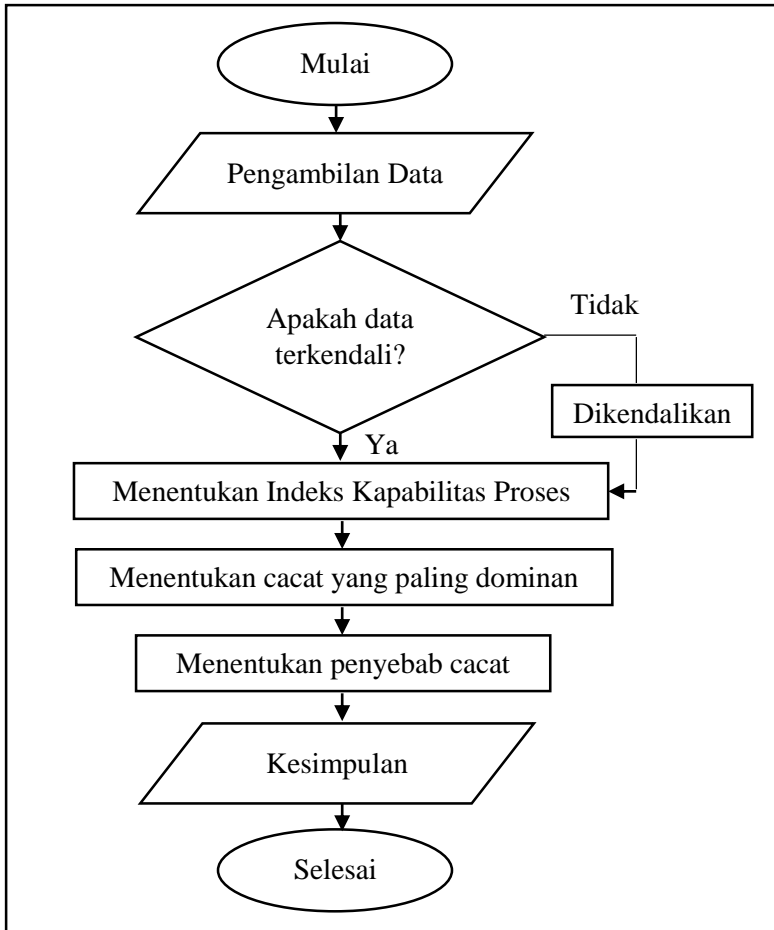 Mulai
Pengambilan Data
Apakah data
terkendali?
Tidak
Dikendalikan
Ya
Menentukan Indeks Kapabilitas Proses
Menentukan cacat yang paling dominan
Menentukan penyebab cacat
Kesimpulan
Selesai